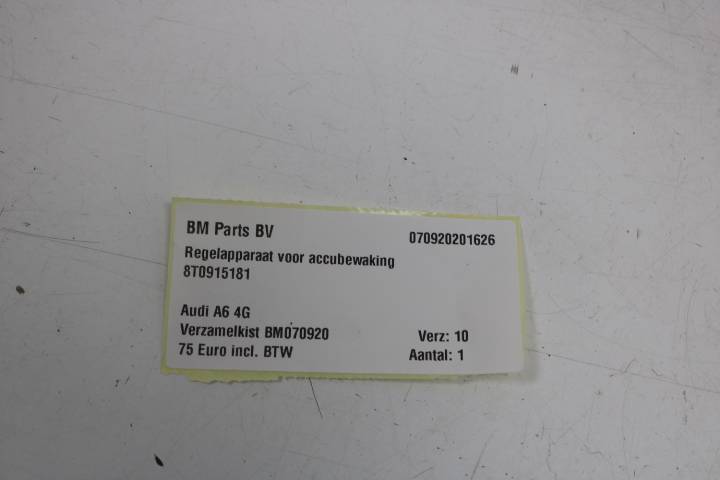 BM Parts BV 070920201626
Regelapparaat voor accubewaking
8T0915181
Audi A6 4G
Verzamelkist BM070920 Verz: 10
75 Euro incl. BTW Aantal: 1